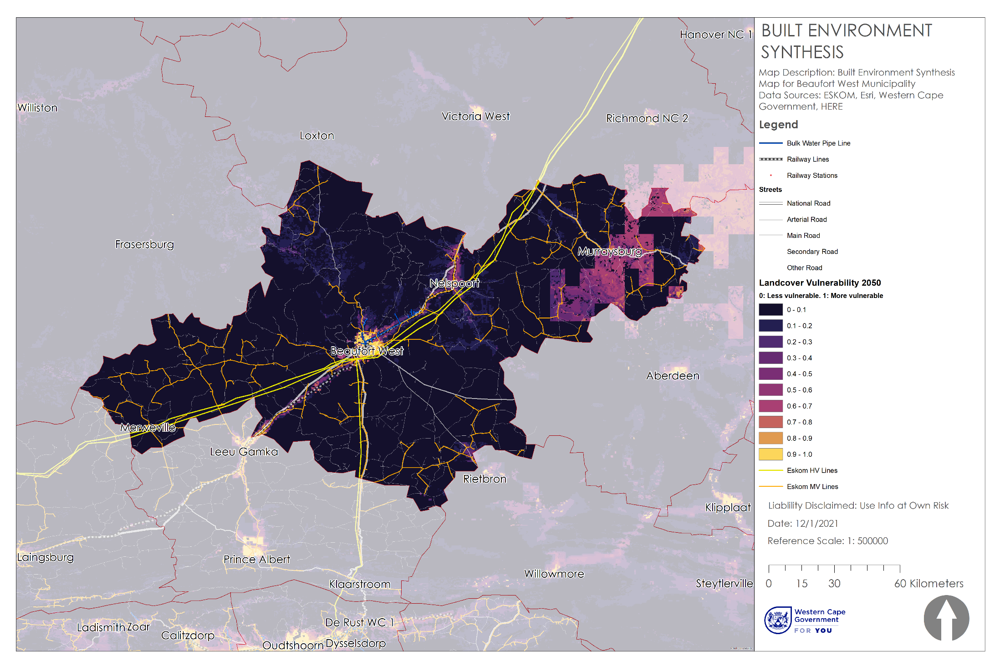 BUILT ENVIRONMENT
SYNTHESIS
Map Description: Built Environment Synthesis
Map for Beaufort West Municipality
Data Sources: ESKOM, Esri, Western Cape
Government, HERE
Legend
Bulk Water Pipe Line
Railway Lines
Railway Stations
Streets
National Road
Arterial Road
Main Road
Secondary Road
Other Road
Landcover Vulnerability 2050
0: Less vulnerable. 1: More vulnerable
0 - 0.1
0.1 - 0.2
0.2 - 0.3
0.3 - 0.4
0.4 - 0.5
0.5 - 0.6
0.6 - 0.7
0.7 - 0.8
0.8 - 0.9
0.9 - 1.0
Eskom HV Lines
Eskom MV Lines
Liablility Disclaimed: Use Info at Own Risk
Date: 12/1/2021
Reference Scale: 1: 500000
0 15 30 60 Kilometers
Western Cape
Government
FOR YOU
Hanover NC 1
Williston
Victoria West
Richmond NC 2
Loxton
Frasersburg
Murraysburg
Nelspoort
Beaufort West
Aberdeen
Merweville
Leeu Gamka
Rietbron
Klipplaat
Laingsburg
Prince Albert
Willowmore
Klaarstroom
Steytlerville
De Rust WC 1
Ladismith
Zoar
Calitzdorp
Oudtshoorn
Dysselsdorp